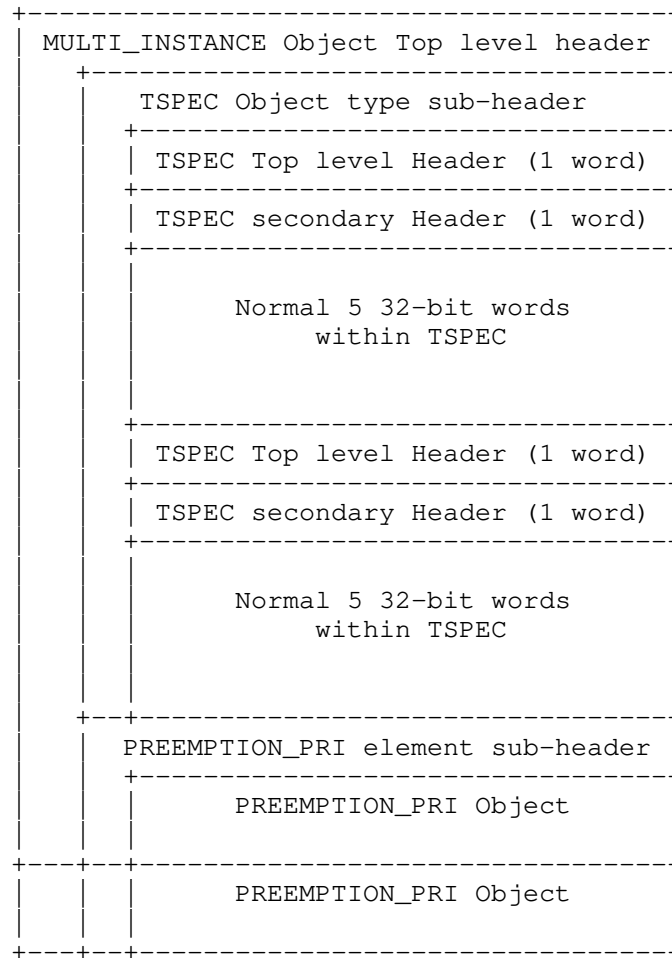 MULTI_INSTANCE Object Top level header
TSPEC Object type sub-header
TSPEC Top level Header (1 word)
TSPEC secondary Header (1 word)
Normal 5 32-bit words
within TSPEC
TSPEC Top level Header (1 word)
TSPEC secondary Header (1 word)
Normal 5 32-bit words
within TSPEC
PREEMPTION_PRI element sub-header
PREEMPTION_PRI Object
PREEMPTION_PRI Object